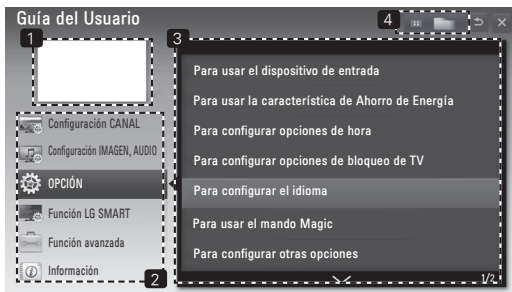 Guía del Usuario
4
1
3
Para usar el dispositivo de entrada
Para usar la característica de Ahorro de Energía
Para configurar opciones de hora
Para configurar opciones de bloqueo de TV
Para configurar el idioma
Para usar el mando Magic
Para configurar otras opciones
1/2
Configuración CANAL
Configuración IMAGEN, AUDIO
OPCIÓN
Función LG SMART
Función avanzada
Información
2